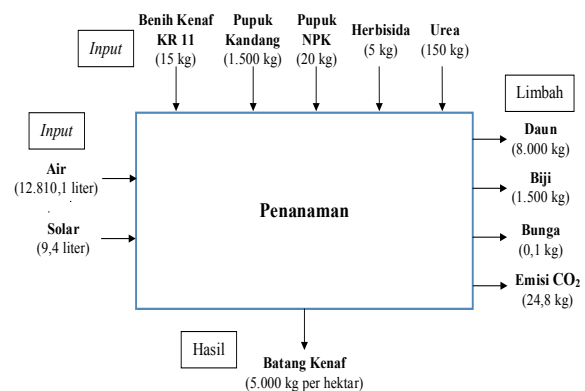 Input
Benih Kenaf
KR 11
(15 kg)
Pupuk
Kandang
(1.500 kg)
Pupuk
NPK
(20 kg)
Herbisida
(5 kg)
Urea
(150 kg)
Input
Air
(12.810,1 liter)
Solar
(9,4 liter)
Penanaman
Limbah
Daun
(8.000 kg)
Biji
(1.500 kg)
Bunga
(0,1 kg)
Emisi CO₂
(24,8 kg)
Hasil
Batang Kenaf
(5.000 kg per hektar)